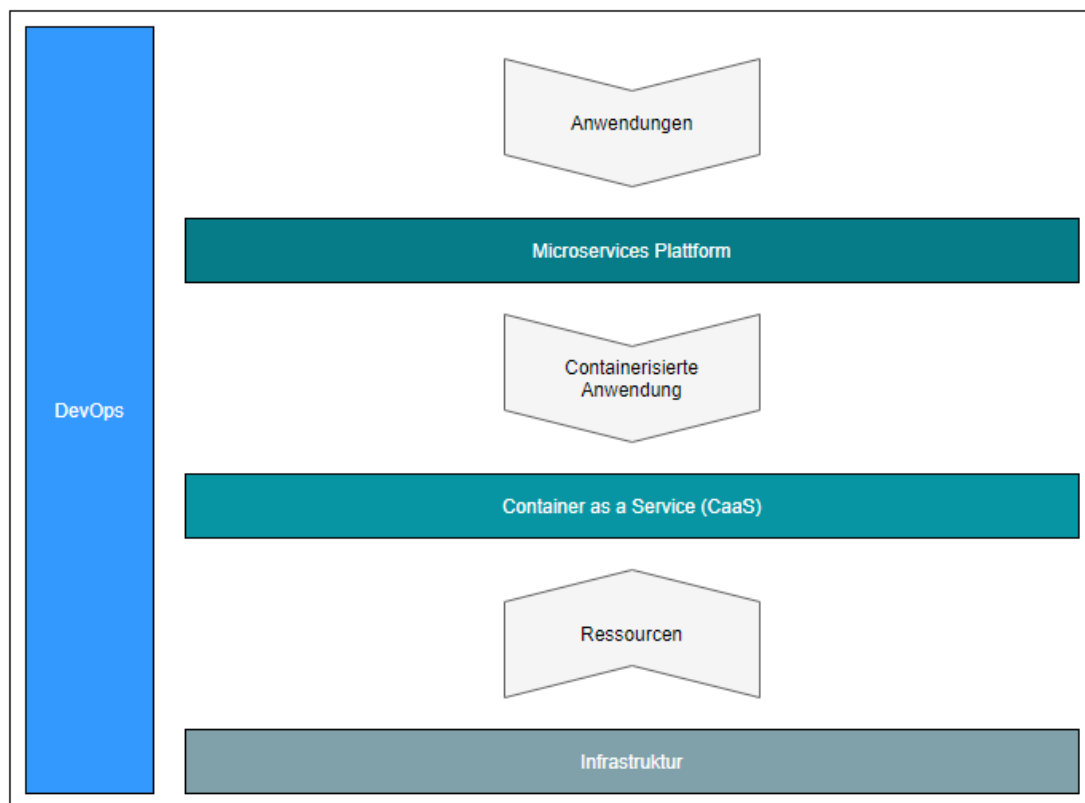 Anwendungen
Microservices Plattform
Containerisierte
Anwendung
DevOps
Container as a Service (CaaS)
Ressourcen
Infrastruktur